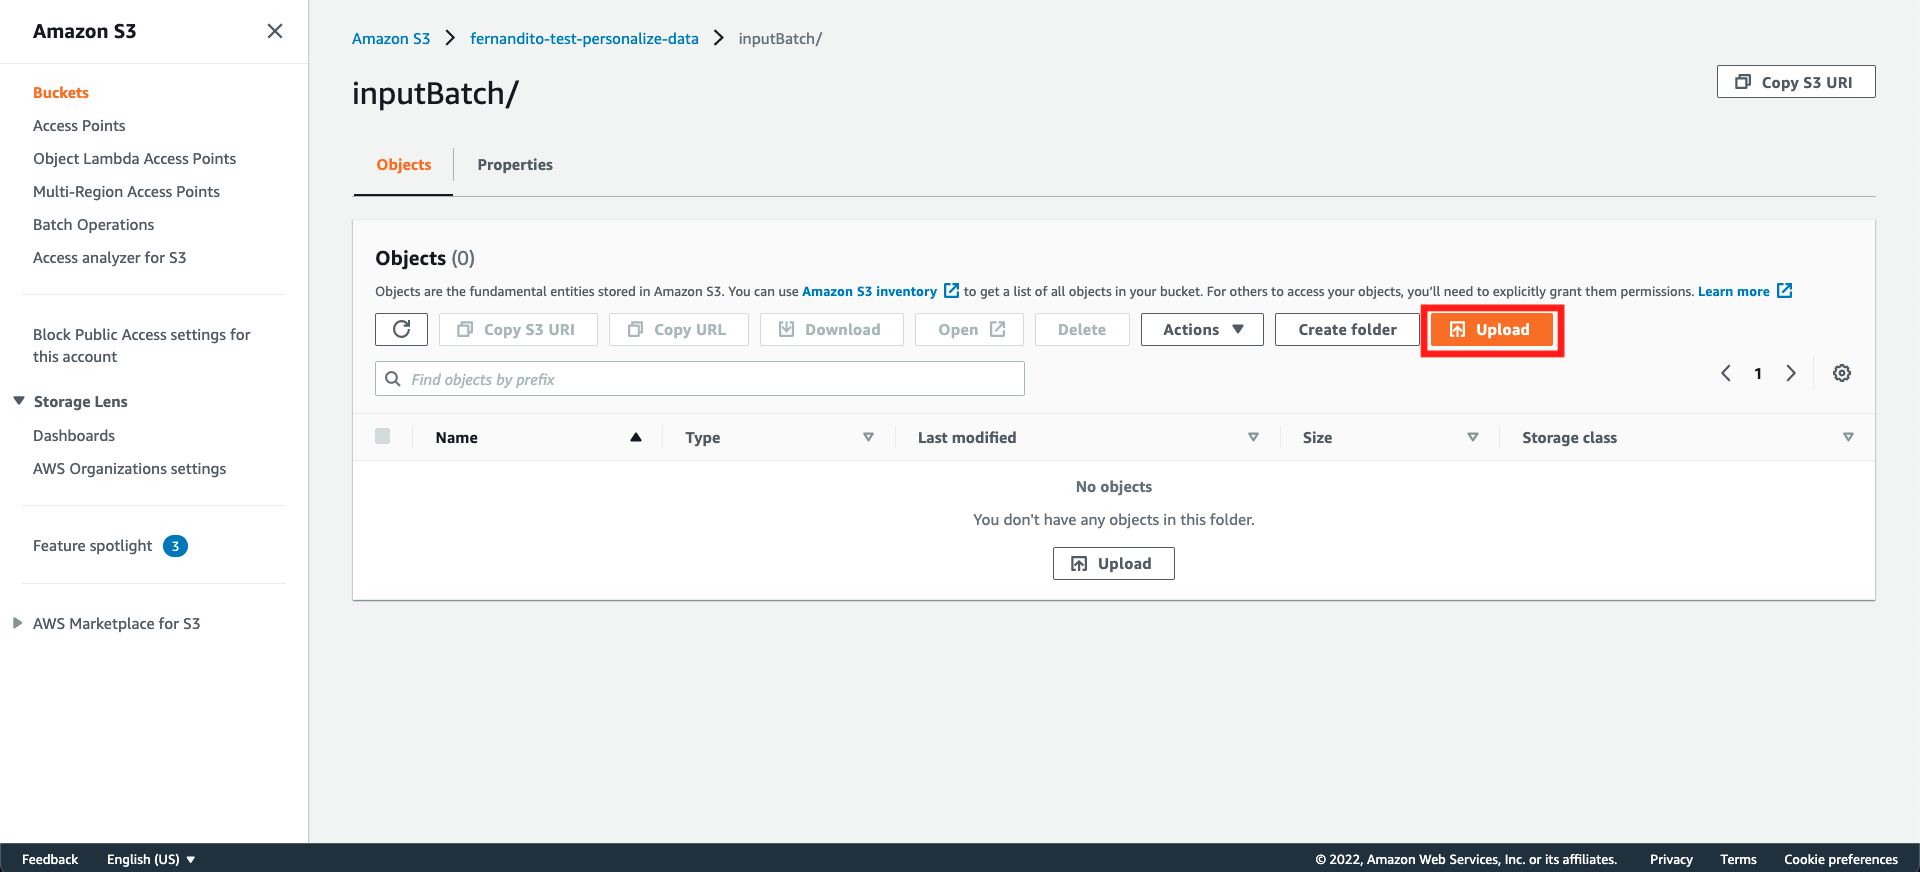 Amazon S3
Buckets
Access Points
Object Lambda Access Points
Multi-Region Access Points
Batch Operations
Access analyzer for S3
Block Public Access settings for
this account
Storage Lens
Dashboards
AWS Organizations settings
Feature spotlight 3
AWS Marketplace for S3
Amazon S3 fernandito-test-personalize-data inputBatch/
inputBatch/
Copy S3 URI
Objects Properties
Objects (0)
Objects are the fundamental entities stored in Amazon S3. You can use Amazon S3 inventory to get a list of all objects in your bucket. For others to access your objects, you'll need to explicitly grant them permissions. Learn more
Copy S3 URI Copy URL Download Open Delete Actions Create folder Upload
Find objects by prefix
1
Name Type Last modified Size Storage class
No objects
You don't have any objects in this folder.
Upload
Feedback English (US) © 2022, Amazon Web Services, Inc. or its affiliates. Privacy Terms Cookie preferences